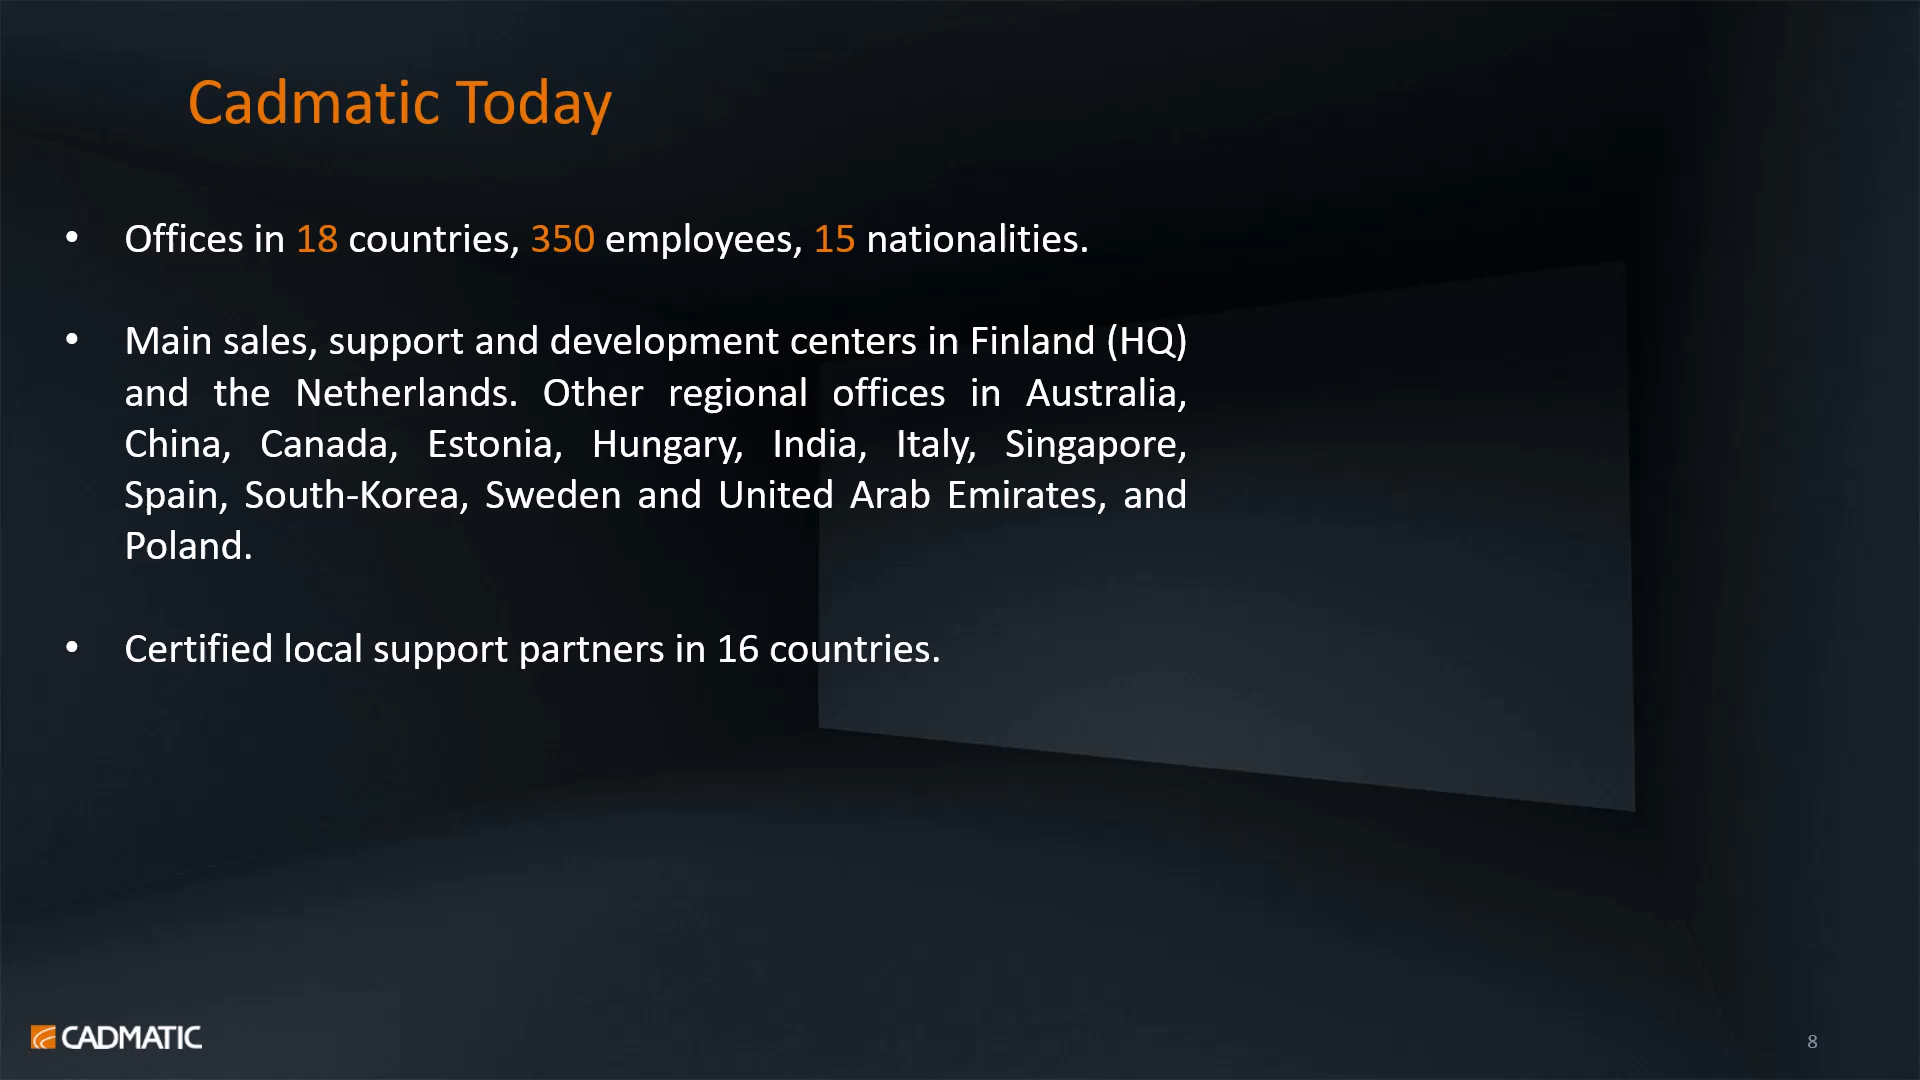 Cadmatic Today
• Offices in 18 countries, 350 employees, 15 nationalities.
• Main sales, support and development centers in Finland (HQ)
and the Netherlands. Other regional offices in Australia,
China, Canada, Estonia, Hungary, India, Italy, Singapore,
Spain, South-Korea, Sweden and United Arab Emirates, and
Poland.
• Certified local support partners in 16 countries.
CADMATIC
8